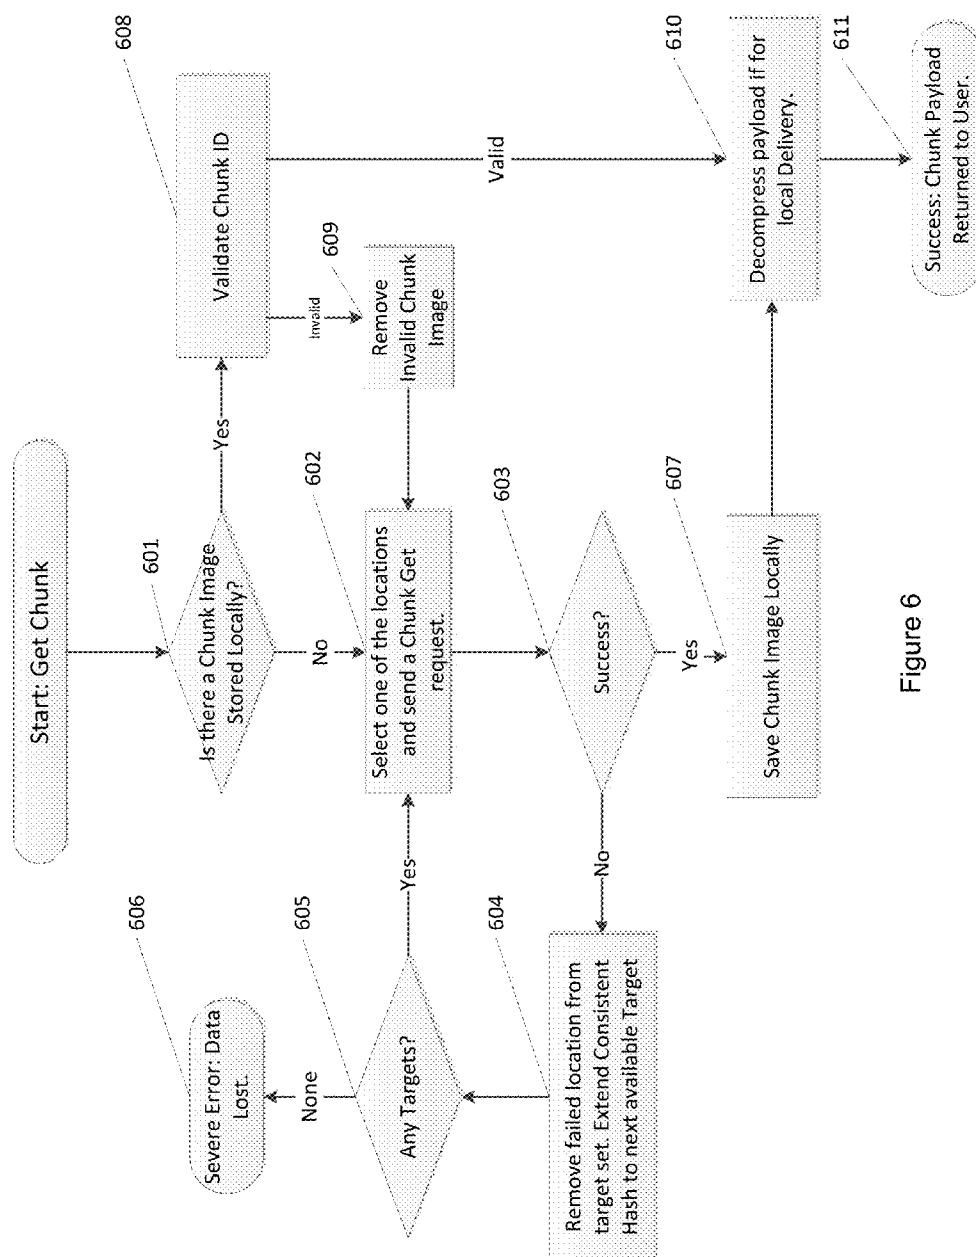 Start: Get Chunk
601
Is there a Chunk Image
Stored Locally?
Yes
No
608
Validate Chunk ID
Invalid
Valid
609
Remove
Invalid Chunk
Image
602
Select one of the locations
and send a Chunk Get
request.
603
Success?
No
Yes
604
Remove failed location from
target set. Extend Consistent
Hash to next available Target
605
Any Targets?
Yes
None
606
Severe Error: Data
Lost.
607
Save Chunk Image Locally
610
Decompress payload if for
local Delivery.
611
Success: Chunk Payload
Returned to User.
Figure 6